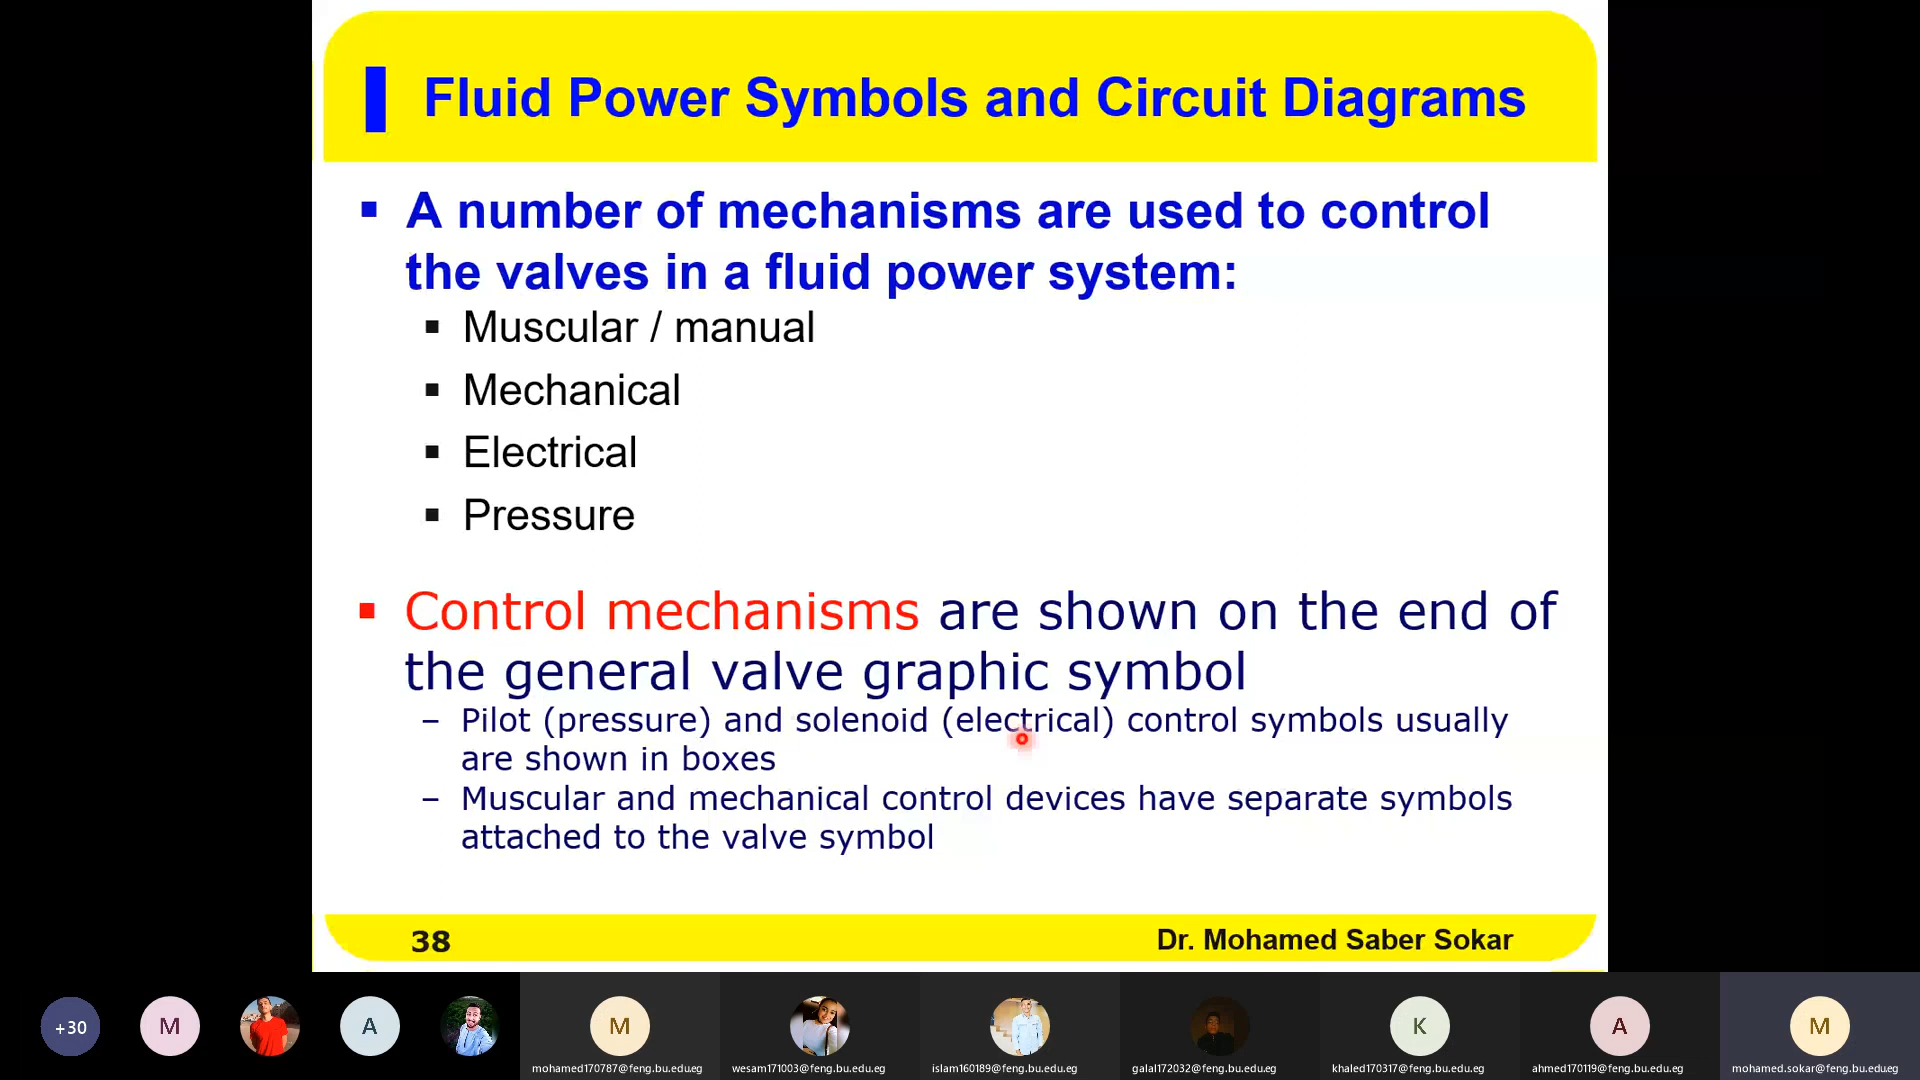 Fluid Power Symbols and Circuit Diagrams
▪ A number of mechanisms are used to control
the valves in a fluid power system:
▪ Muscular / manual
▪ Mechanical
▪ Electrical
▪ Pressure
▪ Control mechanisms are shown on the end of
the general valve graphic symbol
– Pilot (pressure) and solenoid (electrical) control symbols usually
are shown in boxes
– Muscular and mechanical control devices have separate symbols
attached to the valve symbol
38
Dr. Mohamed Saber Sokar
+30
M
A
M
K
A
M
mohamed170787@feng.bu.edu.eg
wesam171003@feng.bu.edu.eg
islam160189@feng.bu.edu.eg
galal172032@feng.bu.edu.eg
khaled170317@feng.bu.edu.eg
ahmed170119@feng.bu.edu.eg
mohamed.sokar@feng.bu.edu.eg